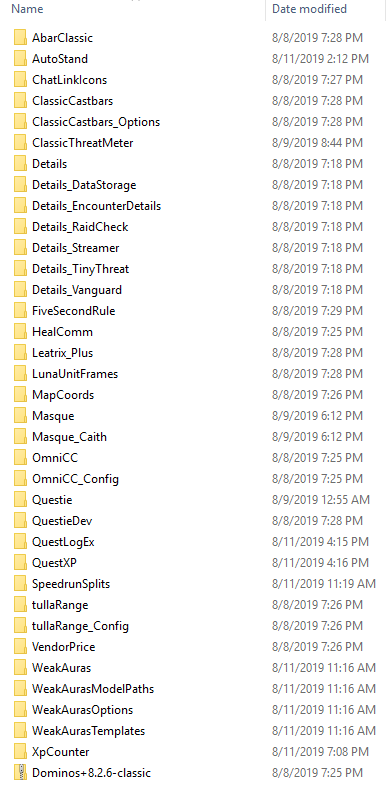 Name Date modified
AbarClassic 8/8/2019 7:28 PM
AutoStand 8/11/2019 2:12 PM
ChatLinkIcons 8/8/2019 7:27 PM
ClassicCastbars 8/8/2019 7:28 PM
ClassicCastbars_Options 8/8/2019 7:28 PM
ClassicThreatMeter 8/9/2019 8:44 PM
Details 8/8/2019 7:18 PM
Details_DataStorage 8/8/2019 7:18 PM
Details_EncounterDetails 8/8/2019 7:18 PM
Details_RaidCheck 8/8/2019 7:18 PM
Details_Streamer 8/8/2019 7:18 PM
Details_TinyThreat 8/8/2019 7:18 PM
Details_Vanguard 8/8/2019 7:18 PM
FiveSecondRule 8/8/2019 7:29 PM
HealComm 8/8/2019 7:25 PM
Leatrix_Plus 8/8/2019 7:28 PM
LunaUnitFrames 8/8/2019 7:28 PM
MapCoords 8/8/2019 7:26 PM
Masque 8/9/2019 6:12 PM
Masque_Caith 8/9/2019 6:12 PM
OmniCC 8/8/2019 7:25 PM
OmniCC_Config 8/8/2019 7:25 PM
Questie 8/9/2019 12:55 AM
QuestieDev 8/8/2019 7:28 PM
QuestLogEx 8/11/2019 4:15 PM
QuestXP 8/11/2019 4:16 PM
SpeedrunSplits 8/11/2019 11:19 AM
tullaRange 8/8/2019 7:26 PM
tullaRange_Config 8/8/2019 7:26 PM
VendorPrice 8/8/2019 7:26 PM
WeakAuras 8/11/2019 11:16 AM
WeakAurasModelPaths 8/11/2019 11:16 AM
WeakAurasOptions 8/11/2019 11:16 AM
WeakAurasTemplates 8/11/2019 11:16 AM
XpCounter 8/11/2019 7:08 PM
Dominos+8.2.6-classic 8/8/2019 7:25 PM